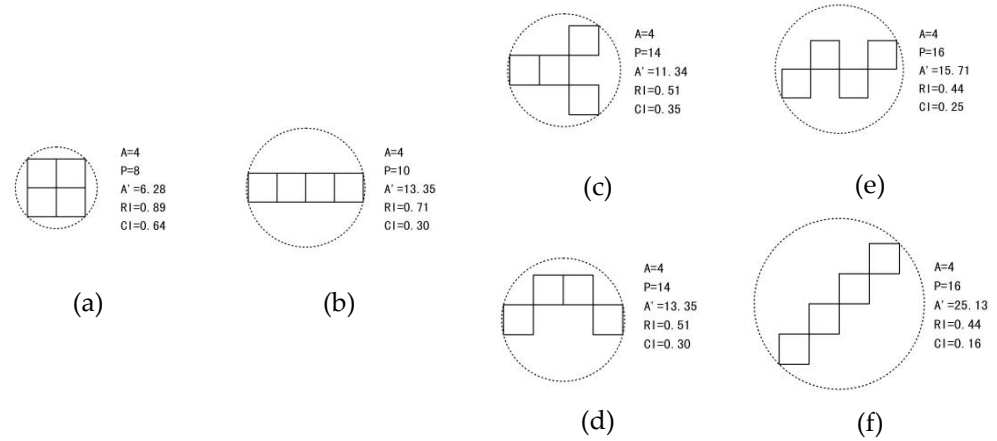 A=4
P=8
A'=6.28
RI=0.89
CI=0.64
(a)
A=4
P=10
A'=13.35
RI=0.71
CI=0.30
(b)
A=4
P=14
A'=11.34
RI=0.51
CI=0.35
(c)
A=4
P=14
A'=13.35
RI=0.51
CI=0.30
(d)
A=4
P=16
A'=15.71
RI=0.44
CI=0.25
(e)
A=4
P=16
A'=25.13
RI=0.44
CI=0.16
(f)